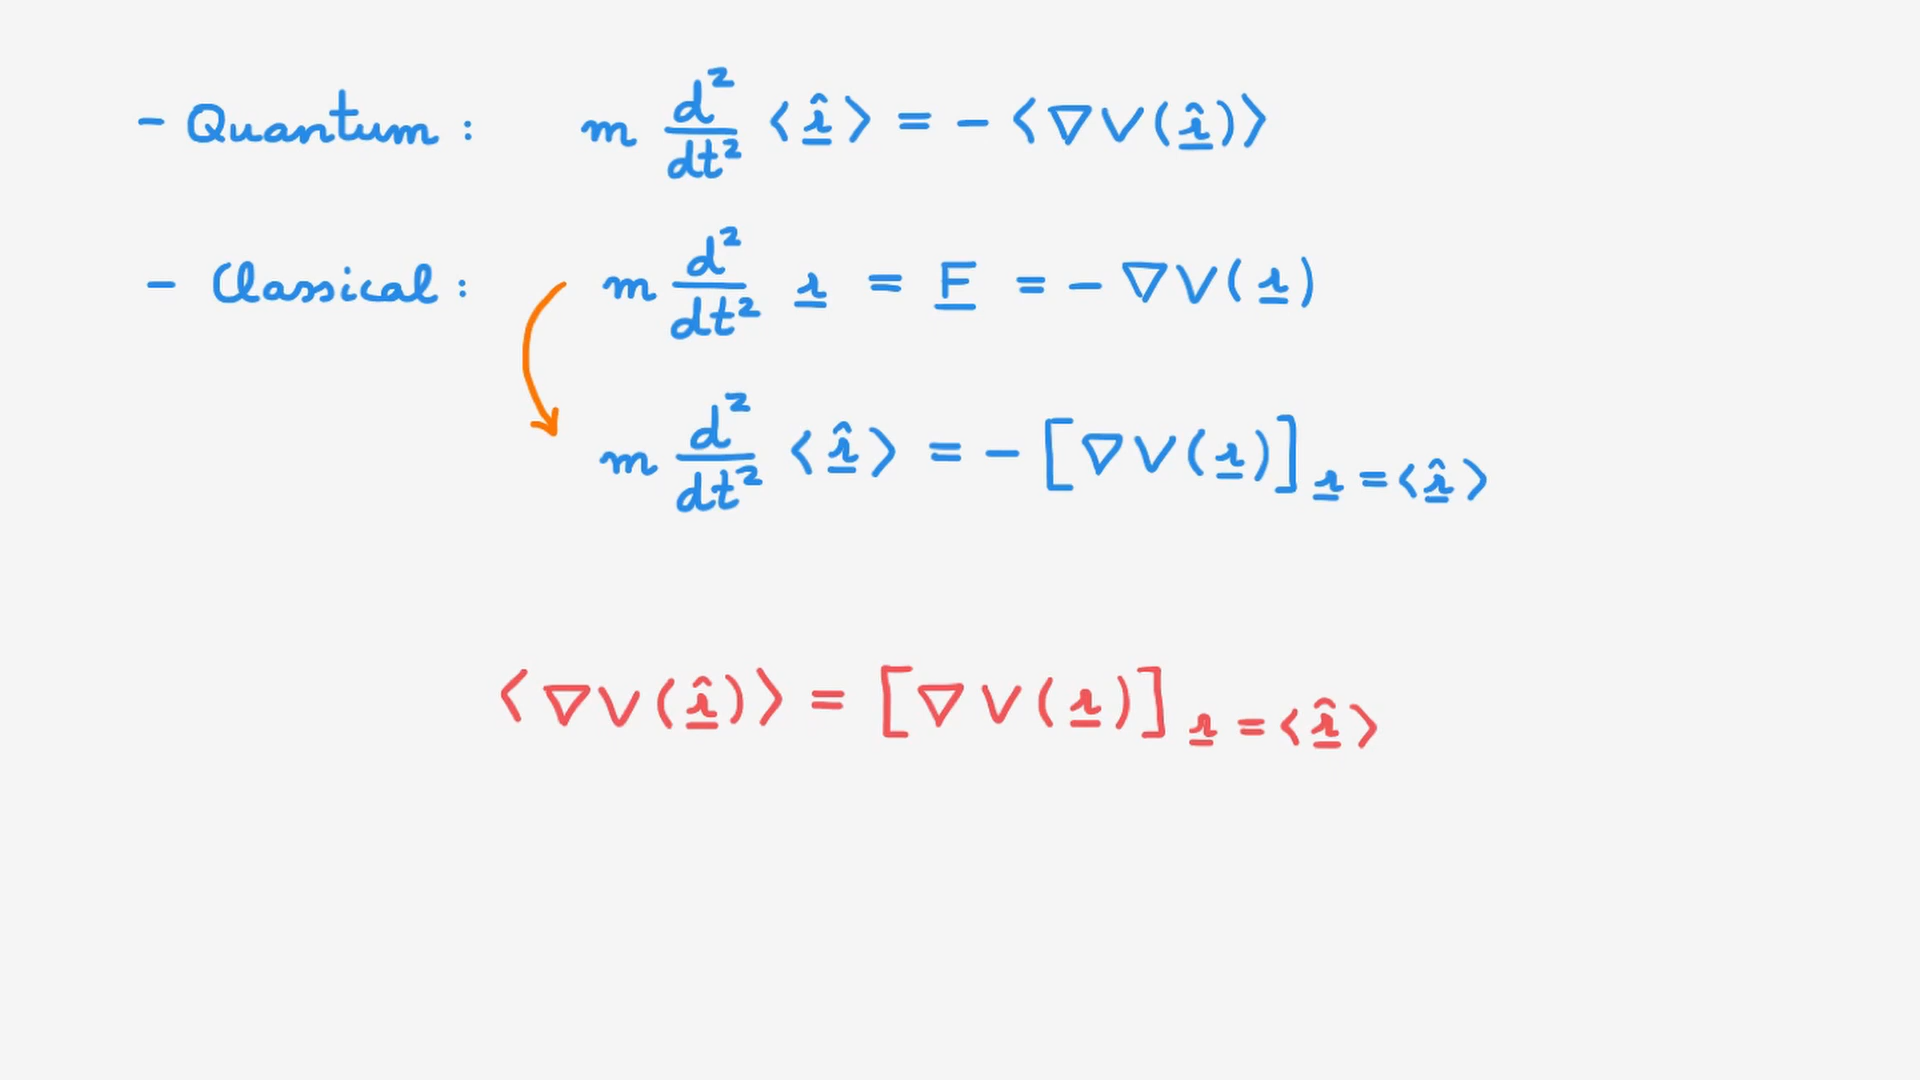 - Quantum : m d²/dt² ⟨r̲̂⟩ = - ⟨∇V(r̲̂)⟩
- Classical : m d²/dt² r̲ = F̲ = - ∇V(r̲)
m d²/dt² ⟨r̲̂⟩ = - [∇V(r̲)] r̲ = ⟨r̲̂⟩
⟨∇V(r̲̂)⟩ = [∇V(r̲)] r̲ = ⟨r̲̂⟩